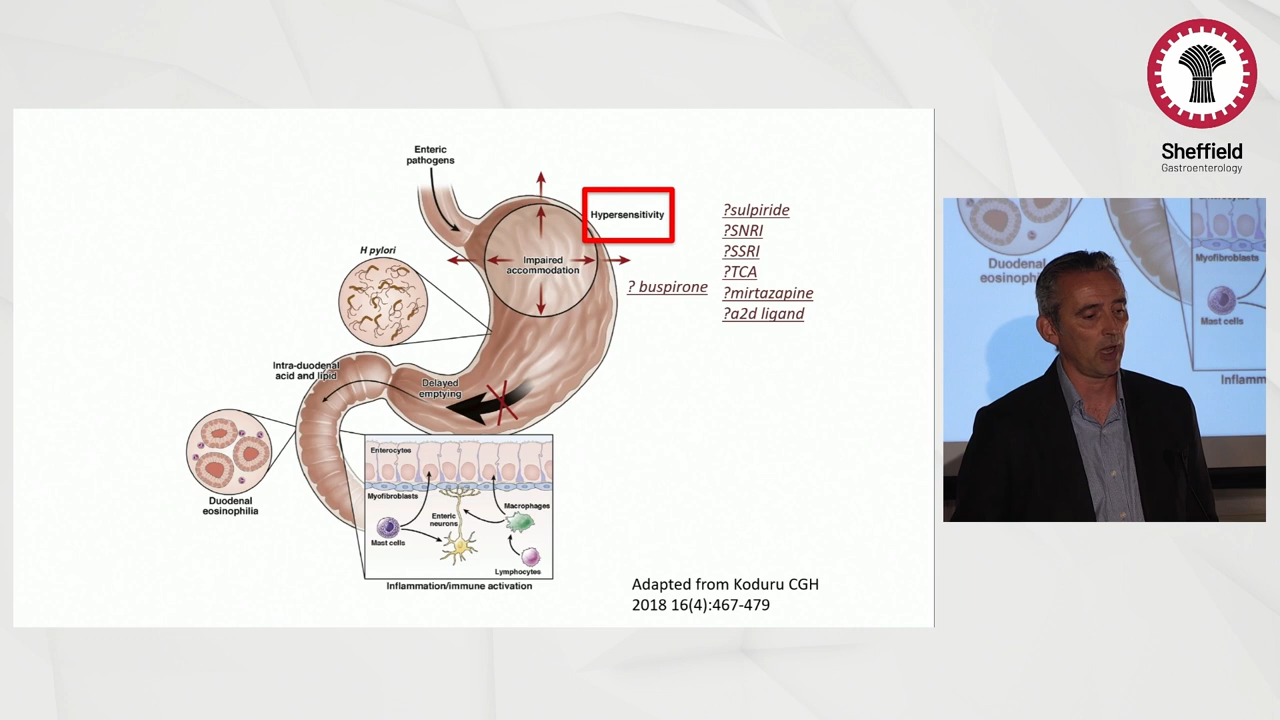 Sheffield
Gastroenterology
Enteric
pathogens
Hypersensitivity
H pylori
Impaired
accommodation
? buspirone
?sulpiride
?SNRI
?SSRI
?TCA
?mirtazapine
?a2d ligand
Intra-duodenal
acid and lipid
Delayed
emptying
Duodenal
eosinophilia
Enterocytes
Myofibroblasts
Enteric
neurons
Macrophages
Mast cells
Lymphocytes
Inflammation/immune activation
Adapted from Koduru CGH
2018 16(4):467-479
Duodenal
eosinophi
Myofibroblasts
Mast cells
Inflamm